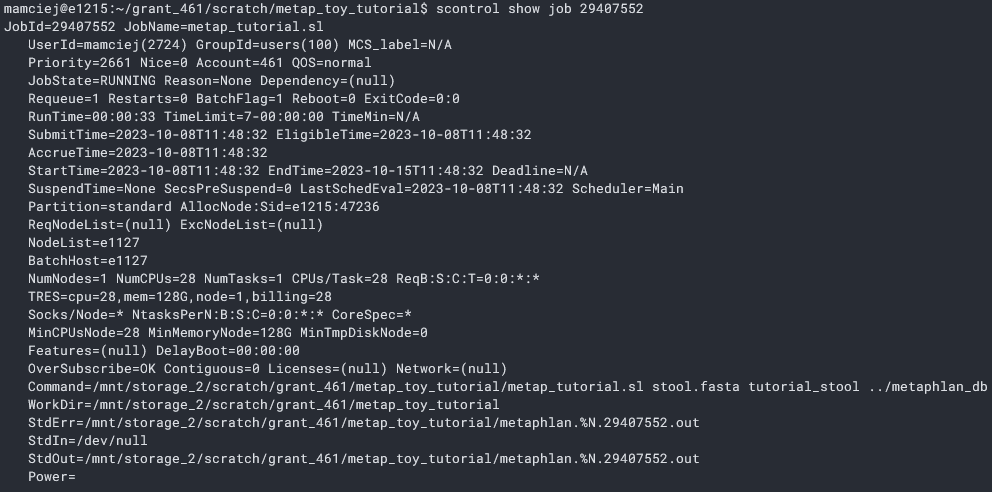 mamciej@e1215:~/grant_461/scratch/metap_toy_tutorial$ scontrol show job 29407552
JobId=29407552 JobName=metap_tutorial.sl
UserId=mamciej(2724) GroupId=users(100) MCS_label=N/A
Priority=2661 Nice=0 Account=461 QOS=normal
JobState=RUNNING Reason=None Dependency=(null)
Requeue=1 Restarts=0 BatchFlag=1 Reboot=0 ExitCode=0:0
RunTime=00:00:33 TimeLimit=7-00:00:00 TimeMin=N/A
SubmitTime=2023-10-08T11:48:32 EligibleTime=2023-10-08T11:48:32
AccrueTime=2023-10-08T11:48:32
StartTime=2023-10-08T11:48:32 EndTime=2023-10-15T11:48:32 Deadline=N/A
SuspendTime=None SecsPreSuspend=0 LastSchedEval=2023-10-08T11:48:32 Scheduler=Main
Partition=standard AllocNode:Sid=e1215:47236
ReqNodeList=(null) ExcNodeList=(null)
NodeList=e1127
BatchHost=e1127
NumNodes=1 NumCPUs=28 NumTasks=1 CPUs/Task=28 ReqB:S:C:T=0:0:*:*
TRES=cpu=28,mem=128G,node=1,billing=28
Socks/Node=* NtasksPerN:B:S:C=0:0:*:* CoreSpec=*
MinCPUsNode=28 MinMemoryNode=128G MinTmpDiskNode=0
Features=(null) DelayBoot=00:00:00
OverSubscribe=OK Contiguous=0 Licenses=(null) Network=(null)
Command=/mnt/storage_2/scratch/grant_461/metap_toy_tutorial/metap_tutorial.sl stool.fasta tutorial_stool ../metaphlan_db
WorkDir=/mnt/storage_2/scratch/grant_461/metap_toy_tutorial
StdErr=/mnt/storage_2/scratch/grant_461/metap_toy_tutorial/metaphlan.%N.29407552.out
StdIn=/dev/null
StdOut=/mnt/storage_2/scratch/grant_461/metap_toy_tutorial/metaphlan.%N.29407552.out
Power=